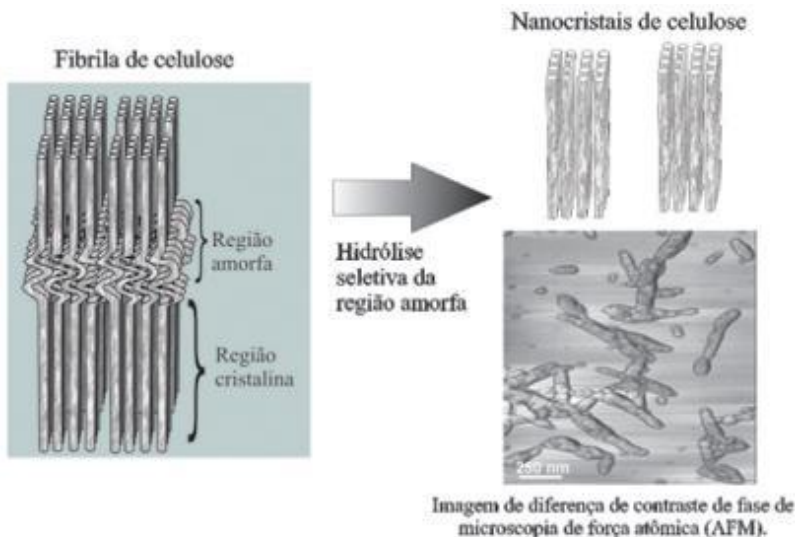 Nanocristais de celulose
Fibrila de celulose
Região
amorfa
Hidrólise
seletiva da
região amorfa
Região
cristalina
250 nm
Imagem de diferença de contraste de fase de
microscopia de força atômica (AFM).